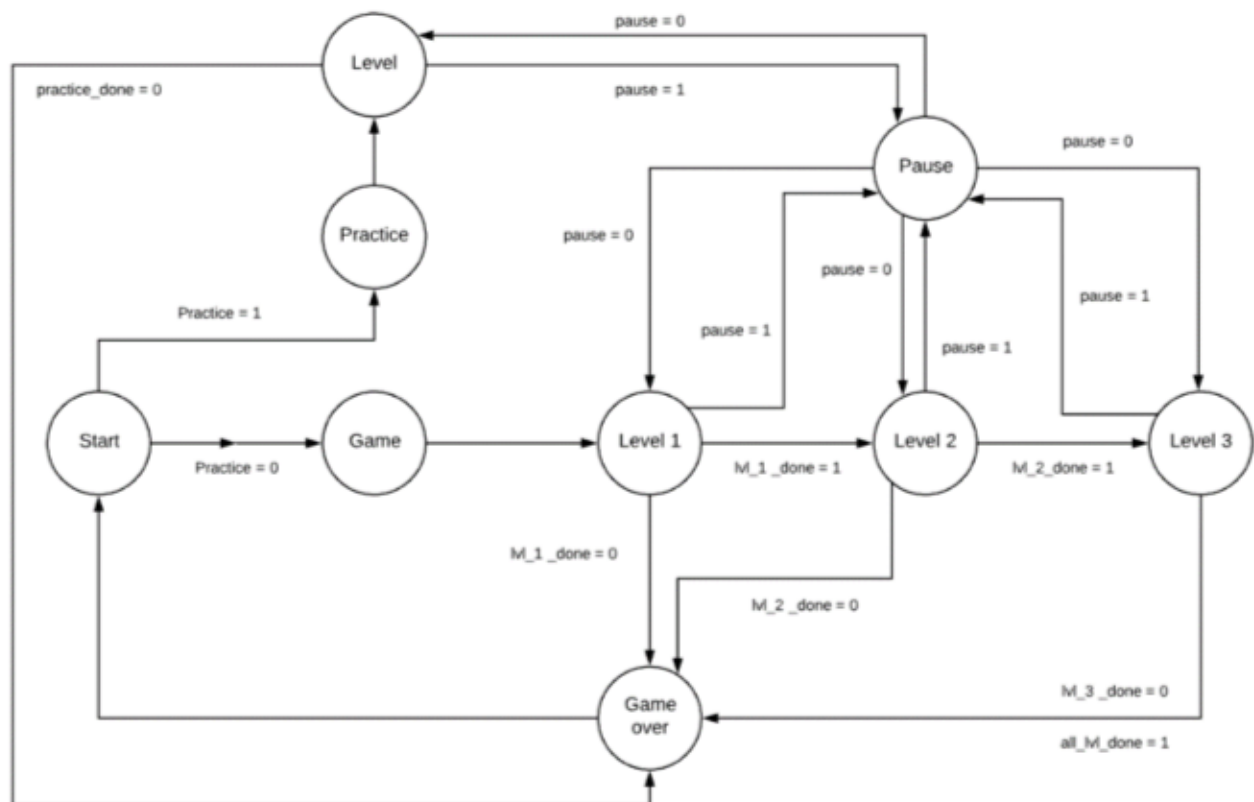 pause = 0
Level
practice_done = 0
pause = 1
pause = 0
Pause
Practice
pause = 0
pause = 0
pause = 1
Practice = 1
pause = 1
pause = 1
Start
Game
Level 1
Level 2
Level 3
Practice = 0
lvl_1 _done = 1
lvl_2_done = 1
lvl_1 _done = 0
lvl_2 _done = 0
lvl_3 _done = 0
Game
over
all_lvl_done = 1